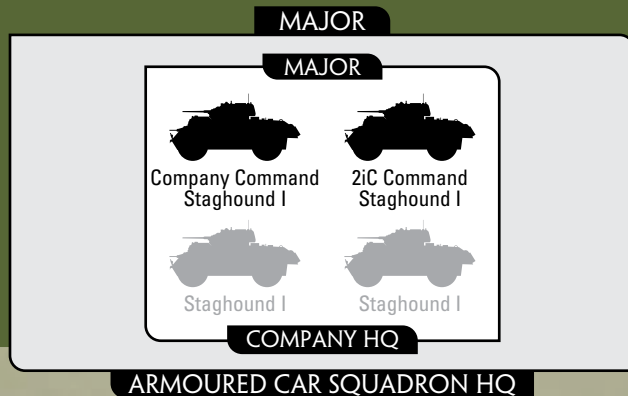 MAJOR
MAJOR
Company Command
Staghound I
2iC Command
Staghound I
Staghound I
Staghound I
COMPANY HQ
ARMOURED CAR SQUADRON HQ